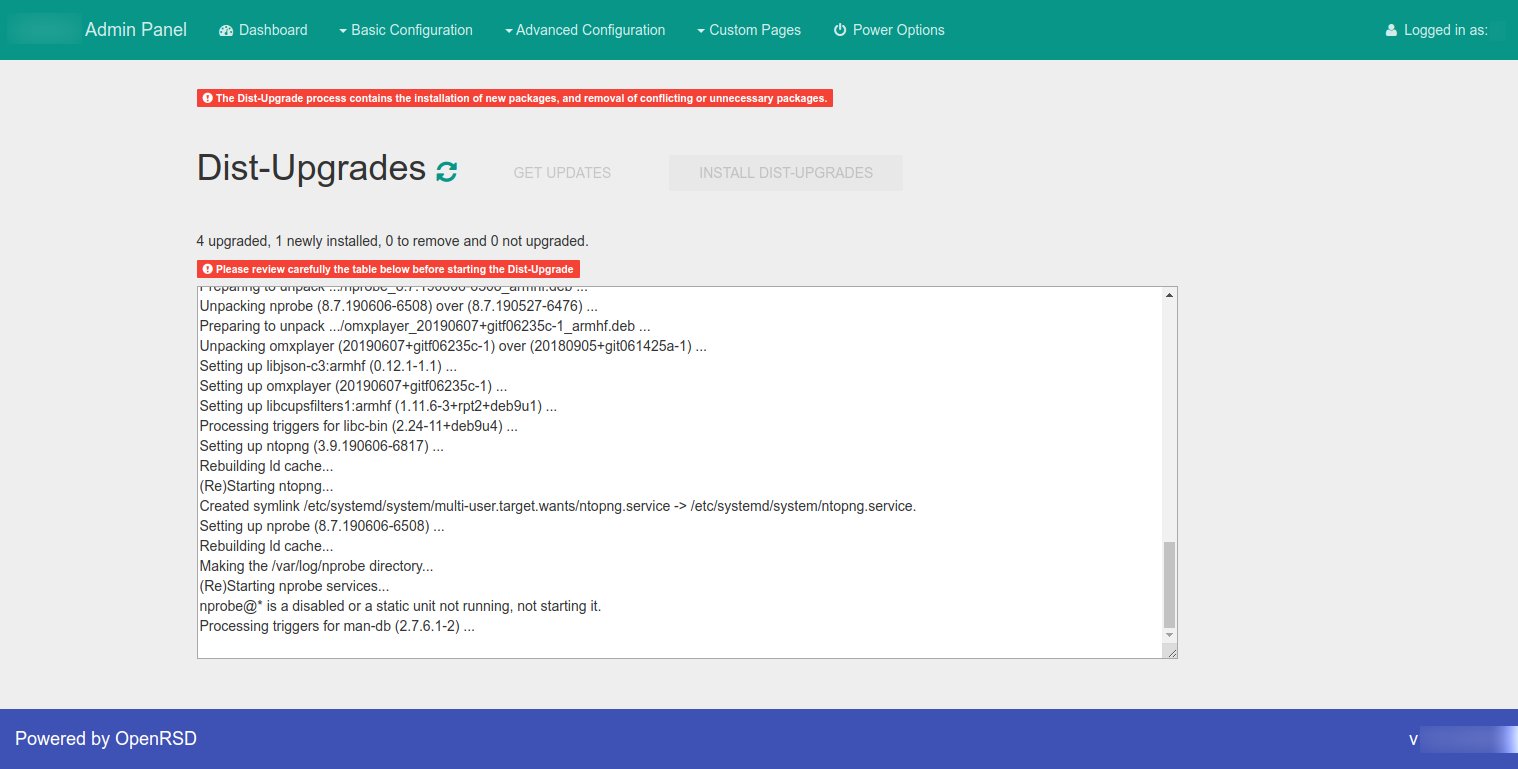 Admin Panel Dashboard Basic Configuration Advanced Configuration Custom Pages Power Options Logged in as:
The Dist-Upgrade process contains the installation of new packages, and removal of conflicting or unnecessary packages.
Dist-Upgrades GET UPDATES INSTALL DIST-UPGRADES
4 upgraded, 1 newly installed, 0 to remove and 0 not upgraded.
Please review carefully the table below before starting the Dist-Upgrade
Preparing to unpack .../nprobe_8.7.190606-6508_armhf.deb ...
Unpacking nprobe (8.7.190606-6508) over (8.7.190527-6476) ...
Preparing to unpack .../omxplayer_20190607+gitf06235c-1_armhf.deb ...
Unpacking omxplayer (20190607+gitf06235c-1) over (20180905+git061425a-1) ...
Setting up libjson-c3:armhf (0.12.1-1.1) ...
Setting up omxplayer (20190607+gitf06235c-1) ...
Setting up libcupsfilters1:armhf (1.11.6-3+rpt2+deb9u1) ...
Processing triggers for libc-bin (2.24-11+deb9u4) ...
Setting up ntopng (3.9.190606-6817) ...
Rebuilding ld cache...
(Re)Starting ntopng...
Created symlink /etc/systemd/system/multi-user.target.wants/ntopng.service -> /etc/systemd/system/ntopng.service.
Setting up nprobe (8.7.190606-6508) ...
Rebuilding ld cache...
Making the /var/log/nprobe directory...
(Re)Starting nprobe services...
nprobe@* is a disabled or a static unit not running, not starting it.
Processing triggers for man-db (2.7.6.1-2) ...
Powered by OpenRSD v